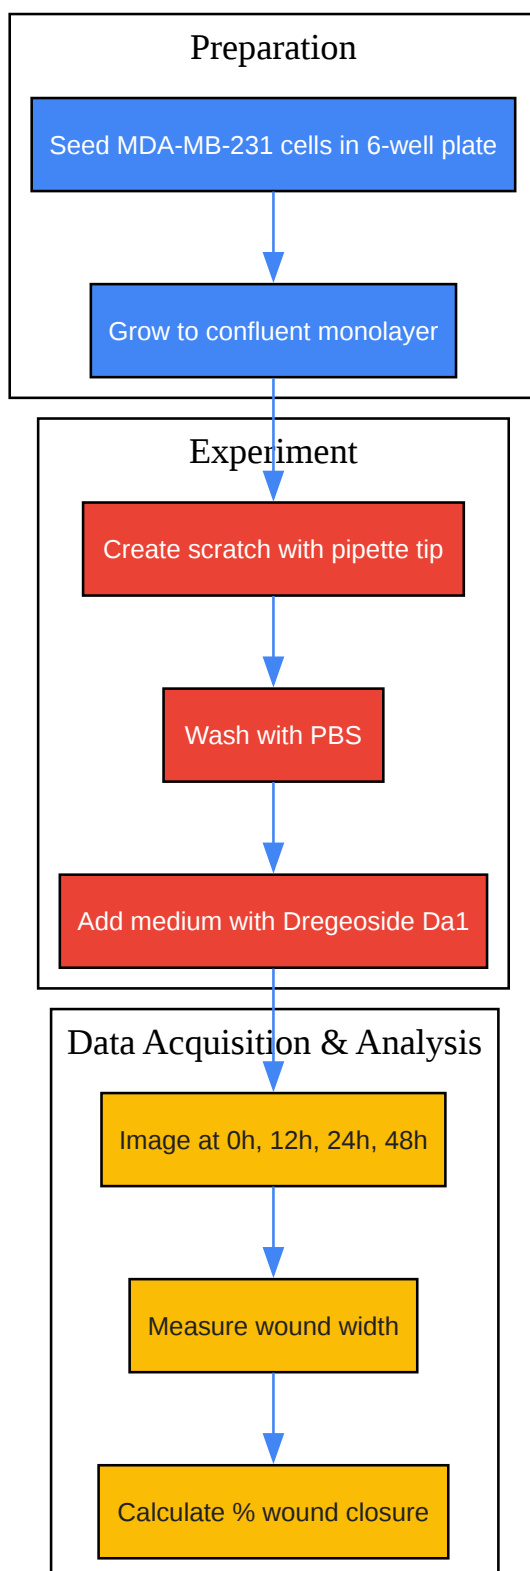 Preparation
Seed MDA-MB-231 cells in 6-well plate
Grow to confluent monolayer
Experiment
Create scratch with pipette tip
Wash with PBS
Add medium with Dregeoside Da1
Data Acquisition & Analysis
Image at 0h, 12h, 24h, 48h
Measure wound width
Calculate % wound closure